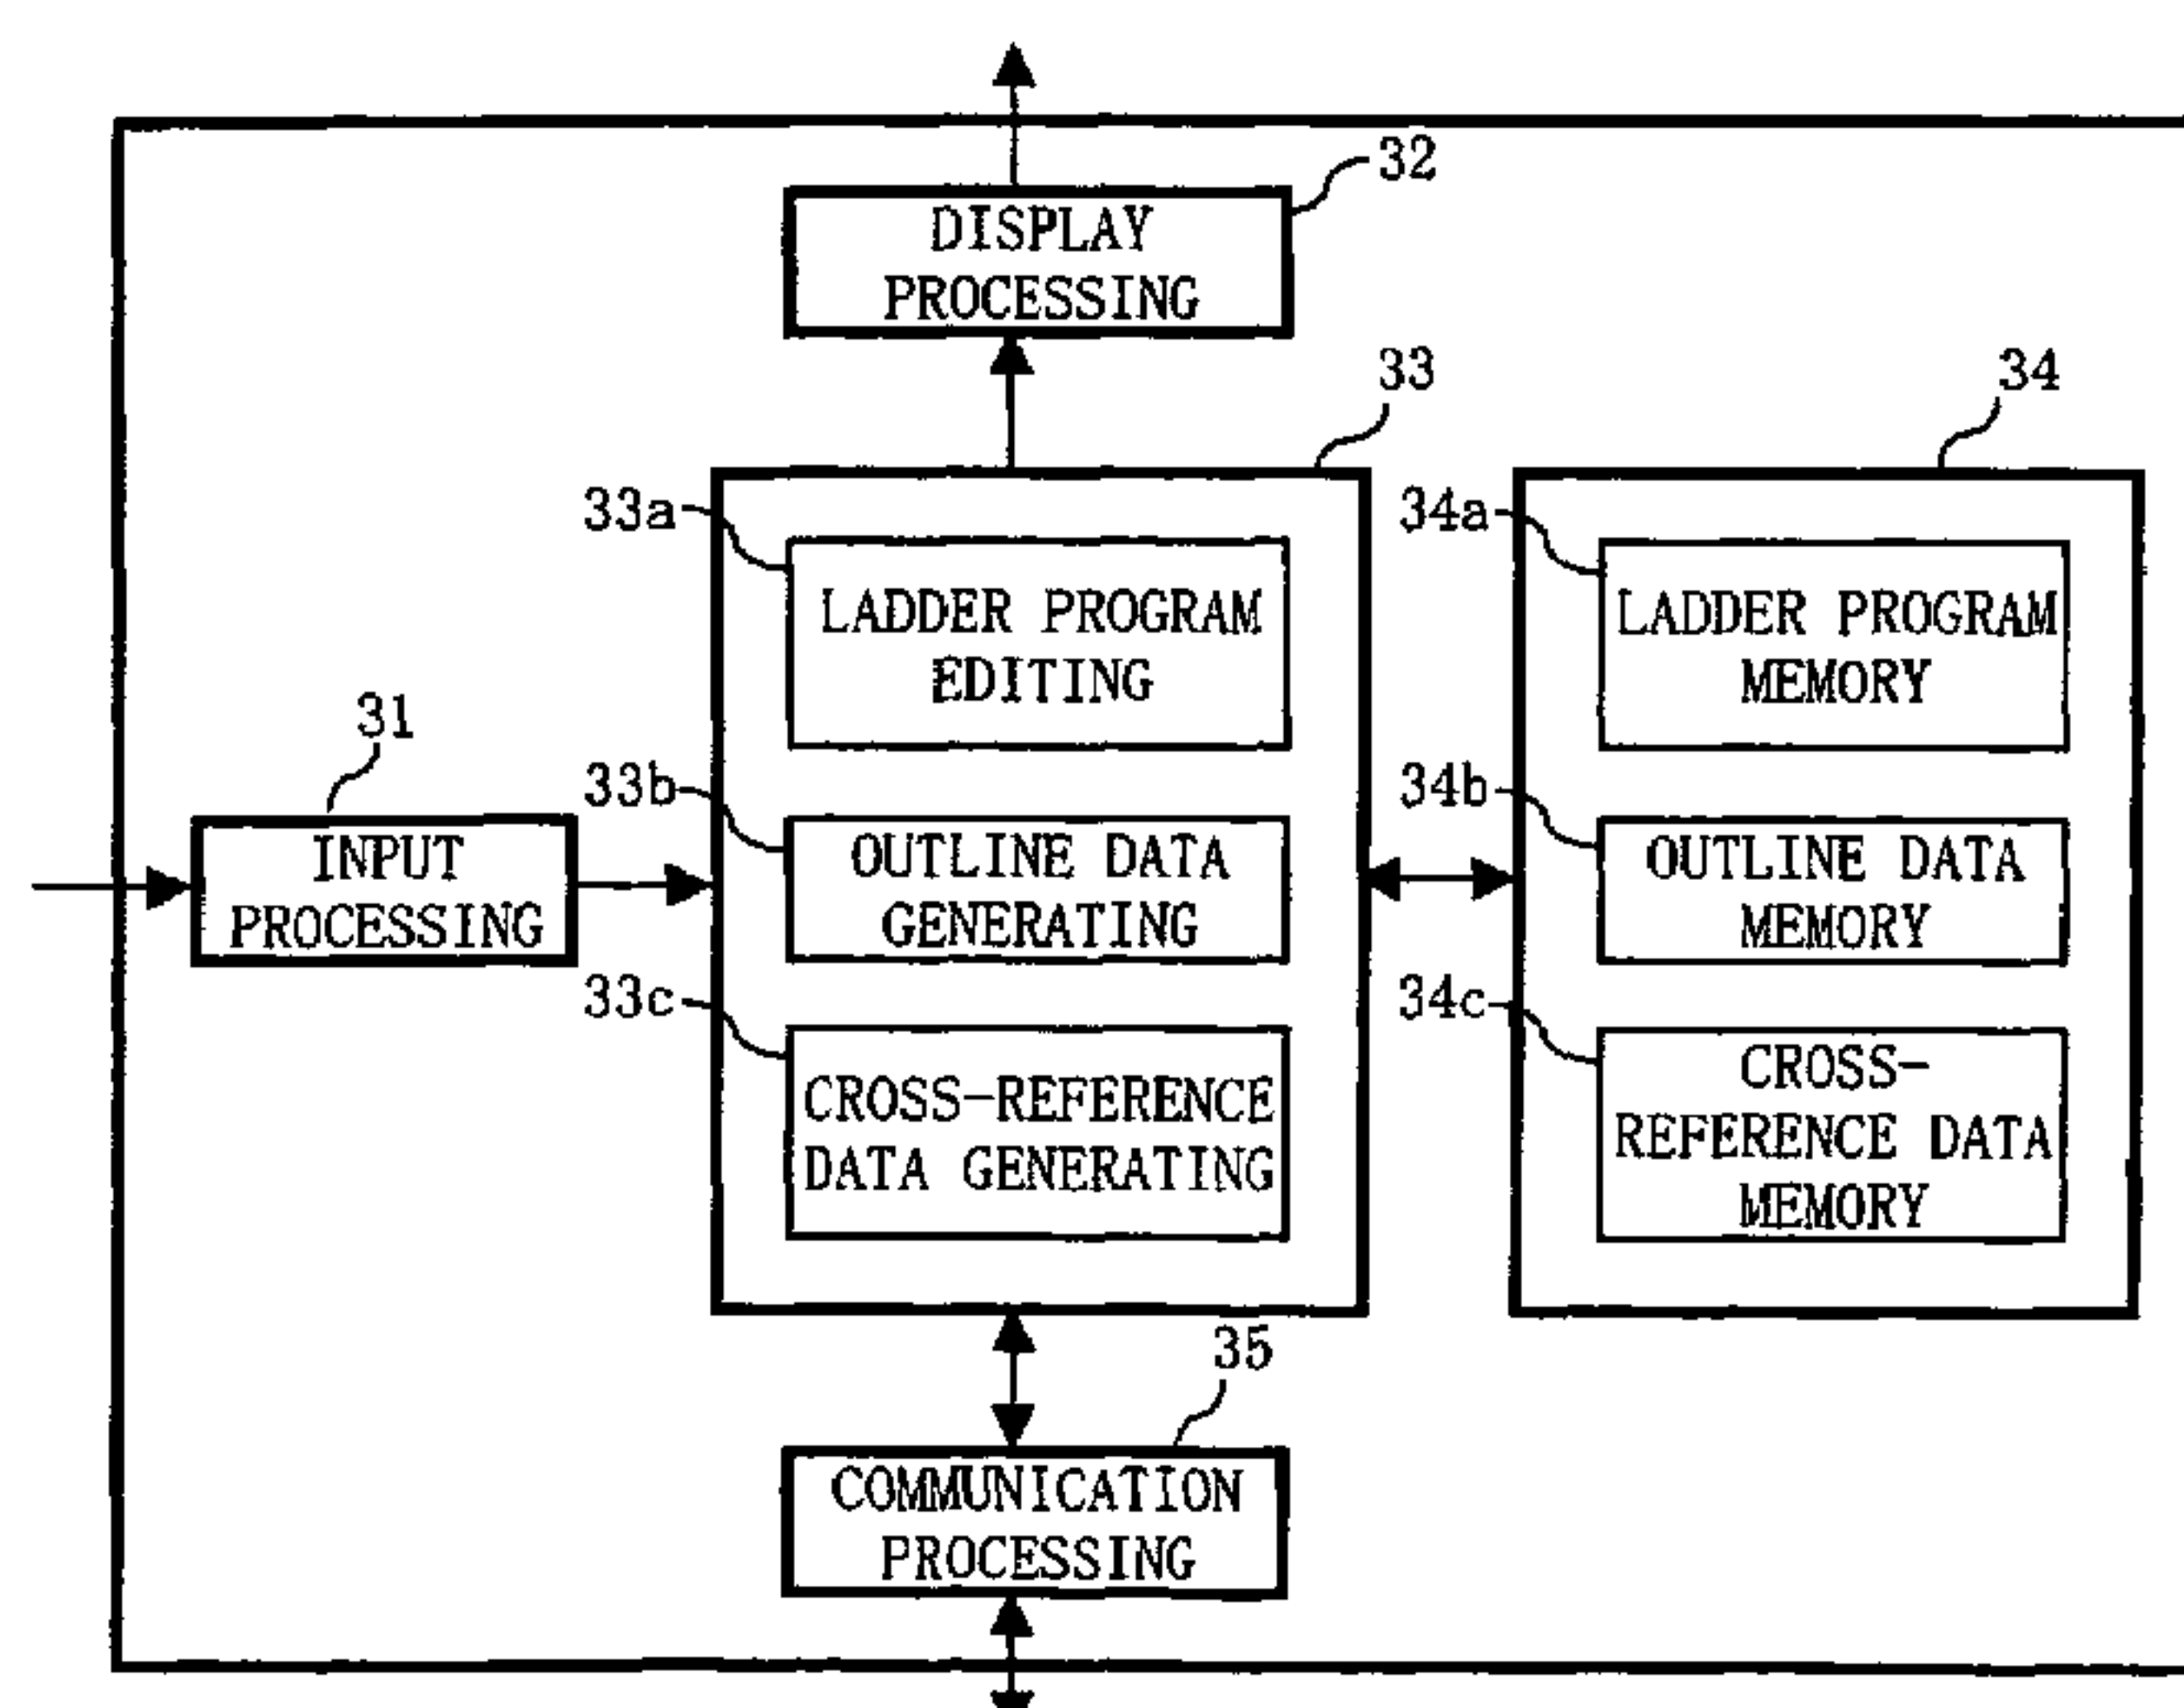 32
DISPLAY
PROCESSING
33
34
33a
LADDER PROGRAM
EDITING
34a
LADDER PROGRAM
MEMORY
31
INPUT
PROCESSING
33b
OUTLINE DATA
GENERATING
34b
OUTLINE DATA
MEMORY
33c
CROSS-REFERENCE
DATA GENERATING
34c
CROSS-
REFERENCE DATA
MEMORY
35
COMMUNICATION
PROCESSING